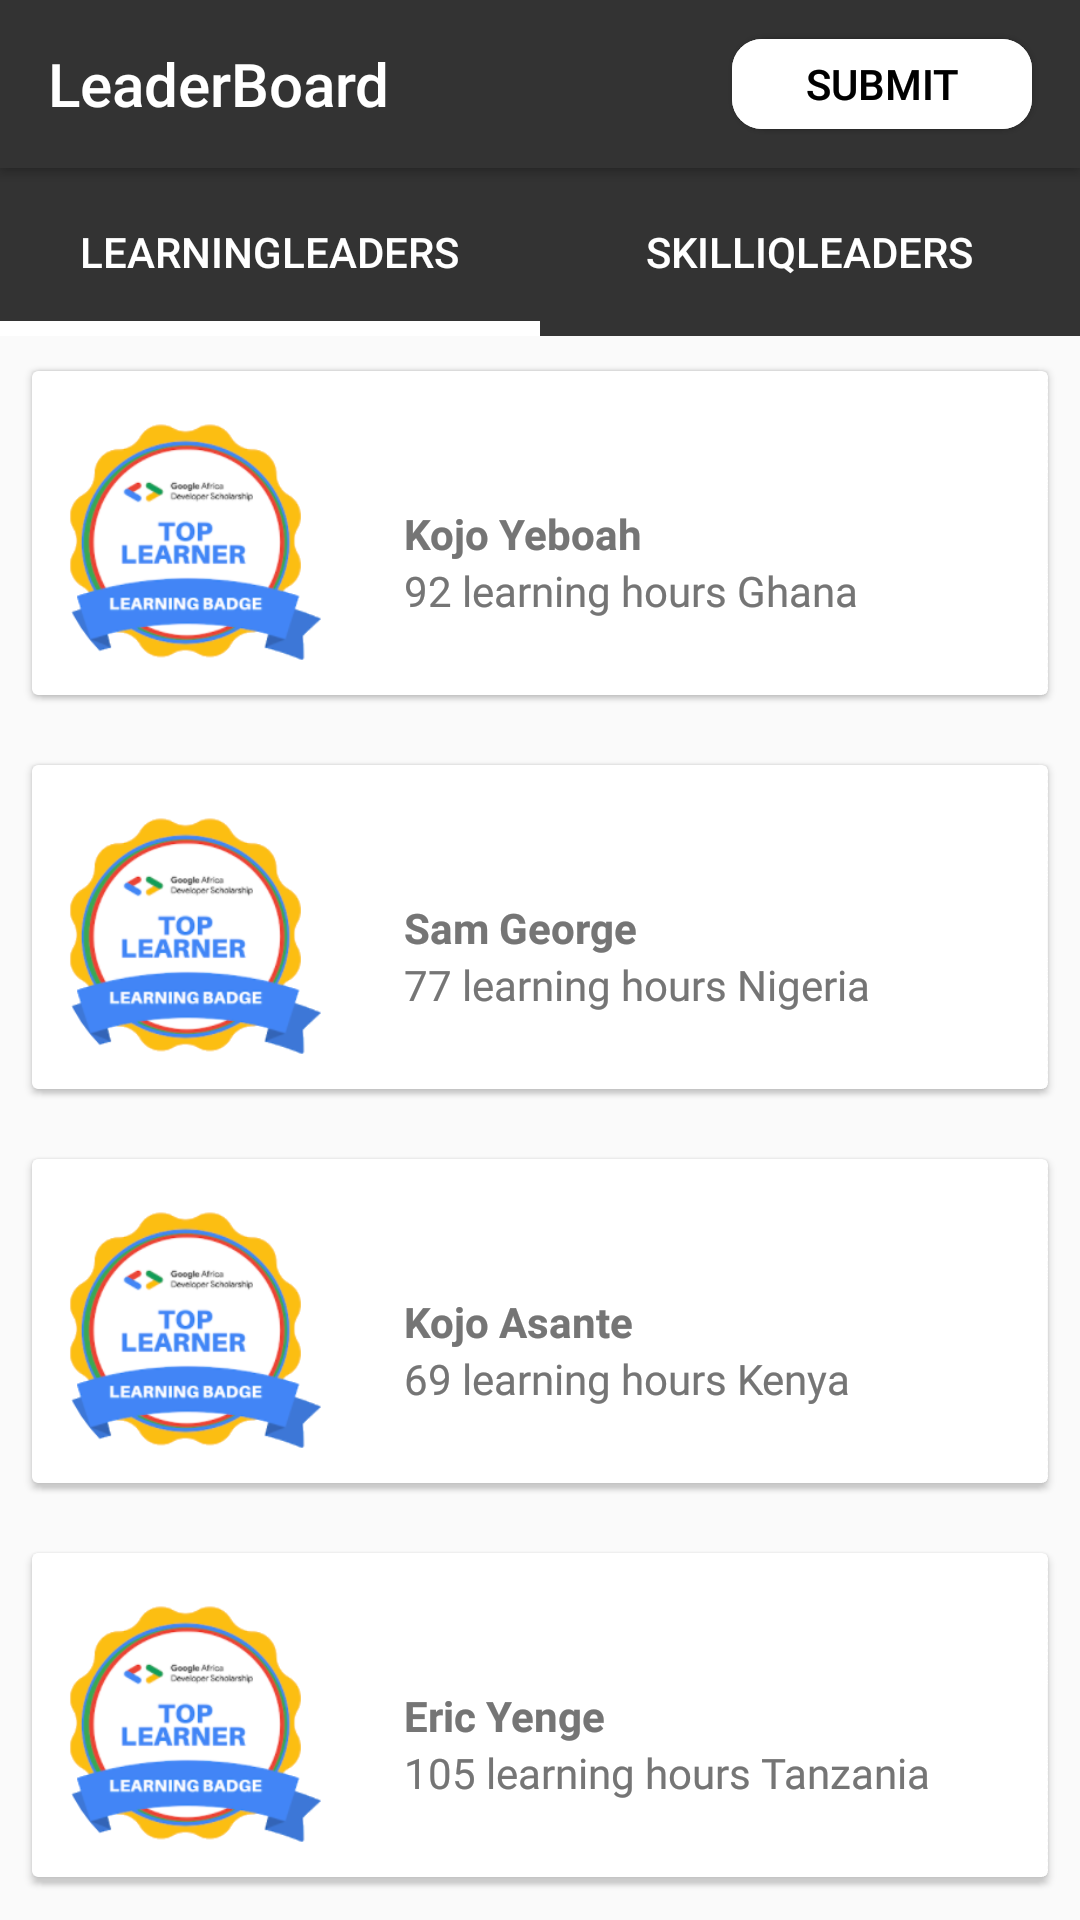 LeaderBoard
SUBMIT
LEARNINGLEADERS
SKILLIQLEADERS
Google Africa
Developer Scholarship
TOP
LEARNER
LEARNING BADGE
Kojo Yeboah
92 learning hours Ghana
Google Africa
Developer Scholarship
TOP
LEARNER
LEARNING BADGE
Sam George
77 learning hours Nigeria
Google Africa
Developer Scholarship
TOP
LEARNER
LEARNING BADGE
Kojo Asante
69 learning hours Kenya
Google Africa
Developer Scholarship
TOP
LEARNER
LEARNING BADGE
Eric Yenge
105 learning hours Tanzania